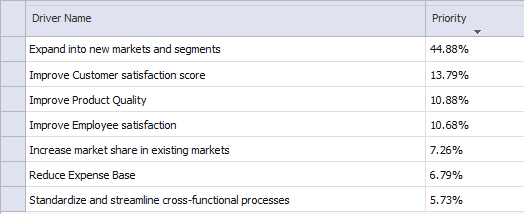 Driver Name Priority
Expand into new markets and segments 44.88%
Improve Customer satisfaction score 13.79%
Improve Product Quality 10.88%
Improve Employee satisfaction 10.68%
Increase market share in existing markets 7.26%
Reduce Expense Base 6.79%
Standardize and streamline cross-functional processes 5.73%